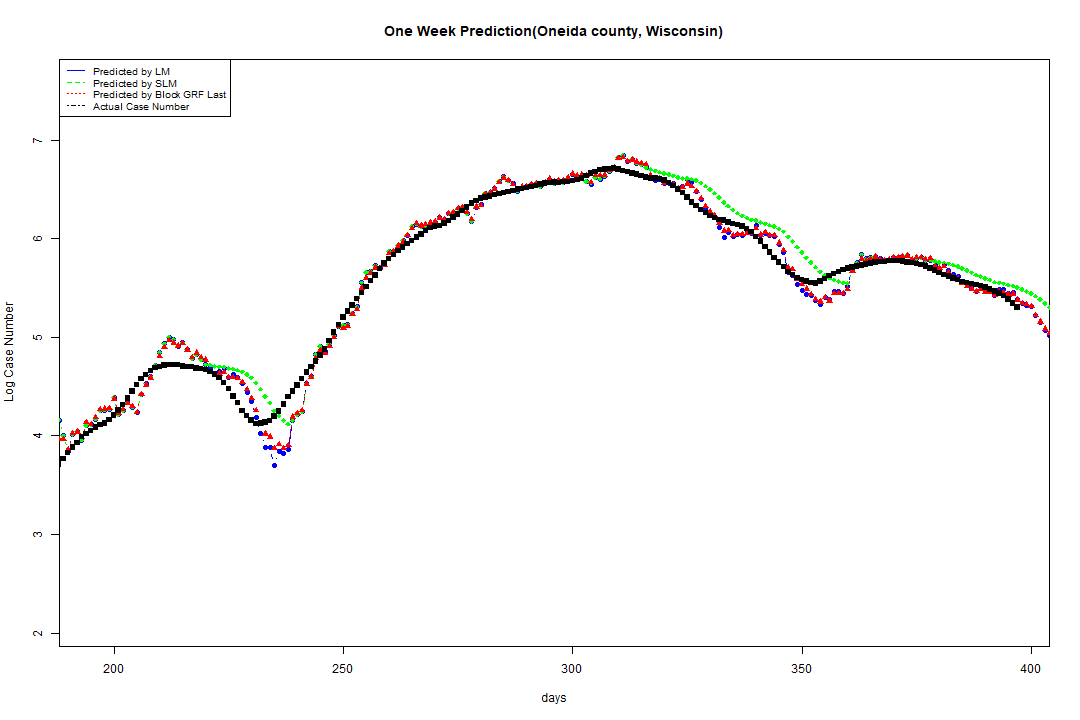 One Week Prediction(Oneida county, Wisconsin)
Predicted by LM
Predicted by SLM
Predicted by Block GRF Last
Actual Case Number
7
6
5
4
3
2
Log Case Number
200 250 300 350 400
days